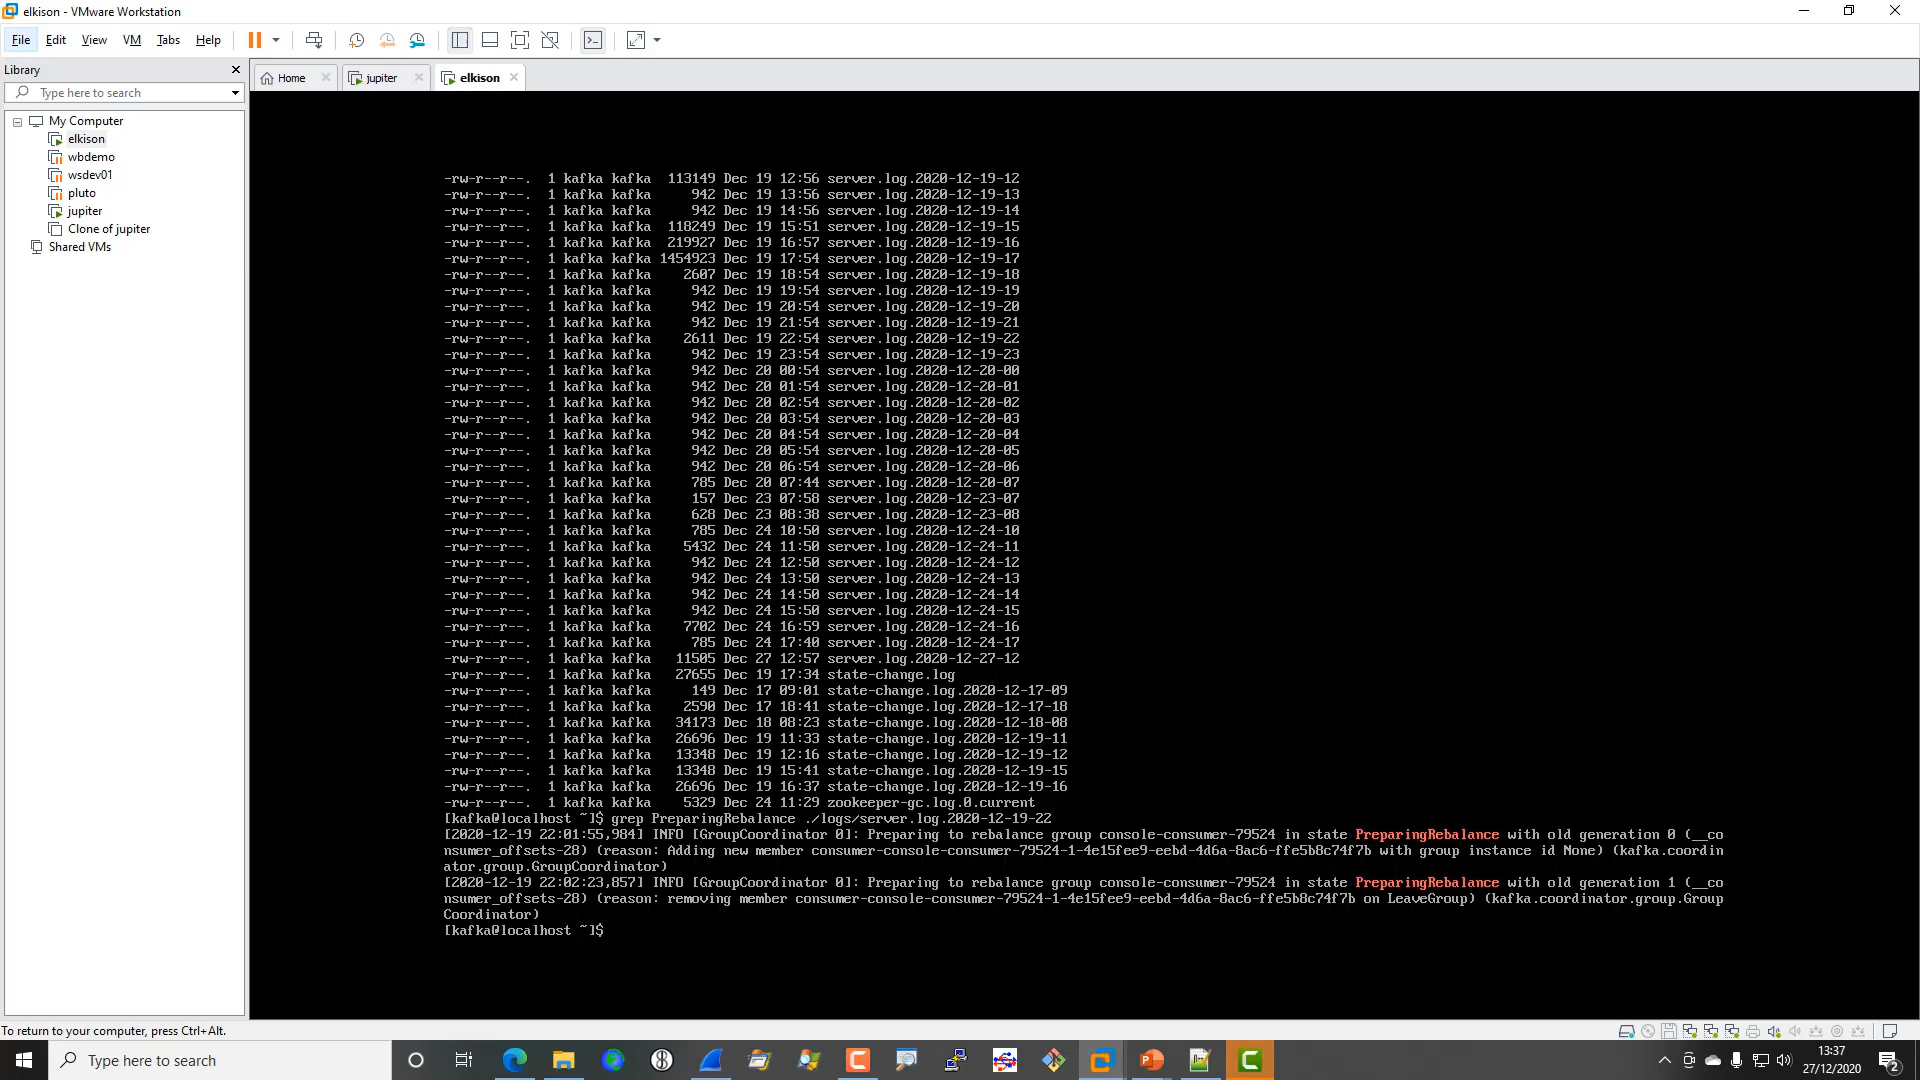 elkison - VMware Workstation
File Edit View VM Tabs Help
Library
Home jupiter elkison
Type here to search
My Computer
elkison
wbdemo
wsdev01
pluto
jupiter
Clone of jupiter
Shared VMs
-rw-r--r--. 1 kafka kafka 113149 Dec 19 12:56 server.log.2020-12-19-12
-rw-r--r--. 1 kafka kafka 942 Dec 19 13:56 server.log.2020-12-19-13
-rw-r--r--. 1 kafka kafka 942 Dec 19 14:56 server.log.2020-12-19-14
-rw-r--r--. 1 kafka kafka 118249 Dec 19 15:51 server.log.2020-12-19-15
-rw-r--r--. 1 kafka kafka 219927 Dec 19 16:57 server.log.2020-12-19-16
-rw-r--r--. 1 kafka kafka 1454923 Dec 19 17:54 server.log.2020-12-19-17
-rw-r--r--. 1 kafka kafka 2607 Dec 19 18:54 server.log.2020-12-19-18
-rw-r--r--. 1 kafka kafka 942 Dec 19 19:54 server.log.2020-12-19-19
-rw-r--r--. 1 kafka kafka 942 Dec 19 20:54 server.log.2020-12-19-20
-rw-r--r--. 1 kafka kafka 942 Dec 19 21:54 server.log.2020-12-19-21
-rw-r--r--. 1 kafka kafka 2611 Dec 19 22:54 server.log.2020-12-19-22
-rw-r--r--. 1 kafka kafka 942 Dec 19 23:54 server.log.2020-12-19-23
-rw-r--r--. 1 kafka kafka 942 Dec 20 00:54 server.log.2020-12-20-00
-rw-r--r--. 1 kafka kafka 942 Dec 20 01:54 server.log.2020-12-20-01
-rw-r--r--. 1 kafka kafka 942 Dec 20 02:54 server.log.2020-12-20-02
-rw-r--r--. 1 kafka kafka 942 Dec 20 03:54 server.log.2020-12-20-03
-rw-r--r--. 1 kafka kafka 942 Dec 20 04:54 server.log.2020-12-20-04
-rw-r--r--. 1 kafka kafka 942 Dec 20 05:54 server.log.2020-12-20-05
-rw-r--r--. 1 kafka kafka 942 Dec 20 06:54 server.log.2020-12-20-06
-rw-r--r--. 1 kafka kafka 785 Dec 20 07:44 server.log.2020-12-20-07
-rw-r--r--. 1 kafka kafka 157 Dec 23 07:58 server.log.2020-12-23-07
-rw-r--r--. 1 kafka kafka 628 Dec 23 08:38 server.log.2020-12-23-08
-rw-r--r--. 1 kafka kafka 785 Dec 24 10:50 server.log.2020-12-24-10
-rw-r--r--. 1 kafka kafka 5432 Dec 24 11:50 server.log.2020-12-24-11
-rw-r--r--. 1 kafka kafka 942 Dec 24 12:50 server.log.2020-12-24-12
-rw-r--r--. 1 kafka kafka 942 Dec 24 13:50 server.log.2020-12-24-13
-rw-r--r--. 1 kafka kafka 942 Dec 24 14:50 server.log.2020-12-24-14
-rw-r--r--. 1 kafka kafka 942 Dec 24 15:50 server.log.2020-12-24-15
-rw-r--r--. 1 kafka kafka 7702 Dec 24 16:59 server.log.2020-12-24-16
-rw-r--r--. 1 kafka kafka 785 Dec 24 17:40 server.log.2020-12-24-17
-rw-r--r--. 1 kafka kafka 11505 Dec 27 12:57 server.log.2020-12-27-12
-rw-r--r--. 1 kafka kafka 27655 Dec 19 17:34 state-change.log
-rw-r--r--. 1 kafka kafka 149 Dec 17 09:01 state-change.log.2020-12-17-09
-rw-r--r--. 1 kafka kafka 2590 Dec 17 18:41 state-change.log.2020-12-17-18
-rw-r--r--. 1 kafka kafka 34173 Dec 18 08:23 state-change.log.2020-12-18-08
-rw-r--r--. 1 kafka kafka 26696 Dec 19 11:33 state-change.log.2020-12-19-11
-rw-r--r--. 1 kafka kafka 13348 Dec 19 12:16 state-change.log.2020-12-19-12
-rw-r--r--. 1 kafka kafka 13348 Dec 19 15:41 state-change.log.2020-12-19-15
-rw-r--r--. 1 kafka kafka 26696 Dec 19 16:37 state-change.log.2020-12-19-16
-rw-r--r--. 1 kafka kafka 5329 Dec 24 11:29 zookeeper-gc.log.0.current
[kafka@localhost ~]$ grep PreparingRebalance ./logs/server.log.2020-12-19-22
[2020-12-19 22:01:55,984] INFO [GroupCoordinator 0]: Preparing to rebalance group console-consumer-79524 in state PreparingRebalance with old generation 0 (__co
nsumer_offsets-28) (reason: Adding new member consumer-console-consumer-79524-1-4e15fee9-eebd-4d6a-8ac6-ffe5b8c74f7b with group instance id None) (kafka.coordin
ator.group.GroupCoordinator)
[2020-12-19 22:02:23,857] INFO [GroupCoordinator 0]: Preparing to rebalance group console-consumer-79524 in state PreparingRebalance with old generation 1 (__co
nsumer_offsets-28) (reason: removing member consumer-console-consumer-79524-1-4e15fee9-eebd-4d6a-8ac6-ffe5b8c74f7b on LeaveGroup) (kafka.coordinator.group.Group
Coordinator)
[kafka@localhost ~]$
To return to your computer, press Ctrl+Alt.
Type here to search
13:37
27/12/2020
2